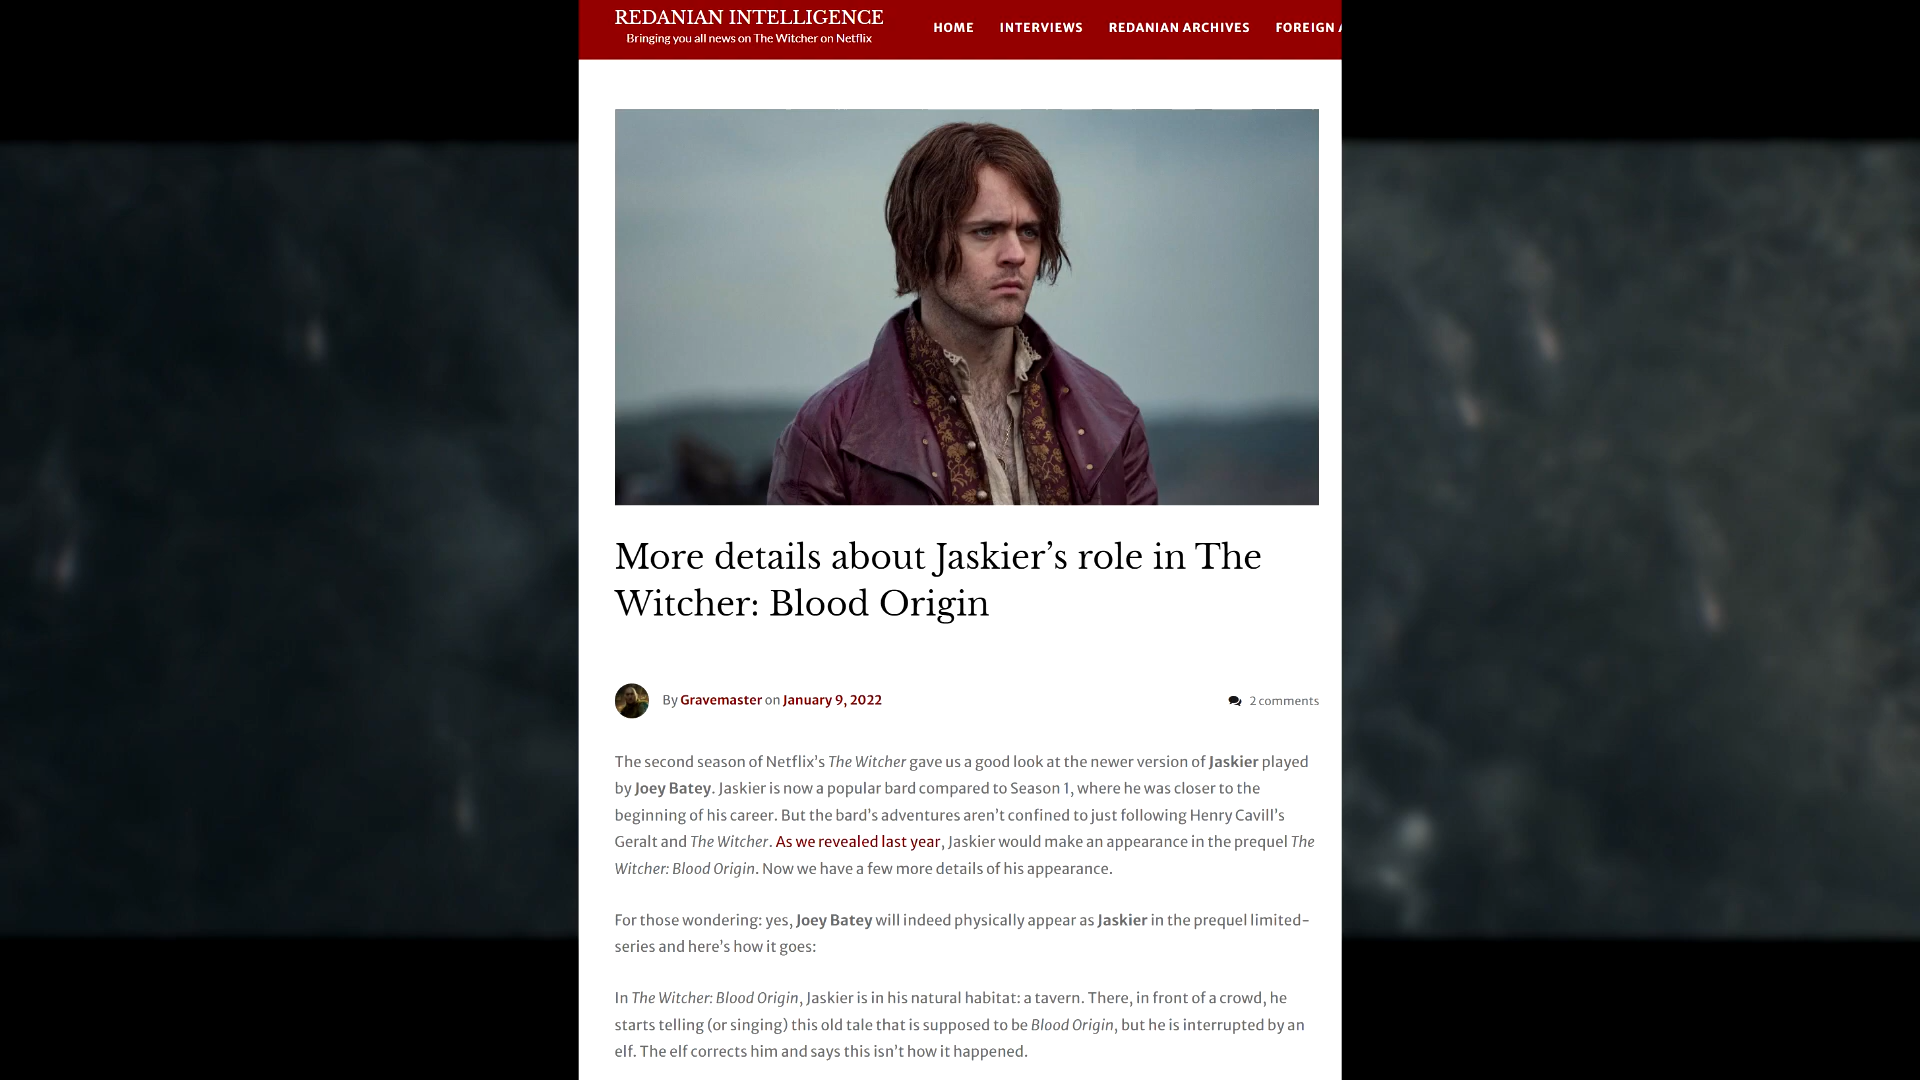 REDANIAN INTELLIGENCE
Bringing you all news on The Witcher on Netflix
HOME INTERVIEWS REDANIAN ARCHIVES FOREIGN
More details about Jaskier’s role in The
Witcher: Blood Origin
By Gravemaster on January 9, 2022
2 comments
The second season of Netflix’s The Witcher gave us a good look at the newer version of Jaskier played
by Joey Batey. Jaskier is now a popular bard compared to Season 1, where he was closer to the
beginning of his career. But the bard’s adventures aren’t confined to just following Henry Cavill’s
Geralt and The Witcher. As we revealed last year, Jaskier would make an appearance in the prequel The
Witcher: Blood Origin. Now we have a few more details of his appearance.
For those wondering: yes, Joey Batey will indeed physically appear as Jaskier in the prequel limited-
series and here’s how it goes:
In The Witcher: Blood Origin, Jaskier is in his natural habitat: a tavern. There, in front of a crowd, he
starts telling (or singing) this old tale that is supposed to be Blood Origin, but he is interrupted by an
elf. The elf corrects him and says this isn’t how it happened.